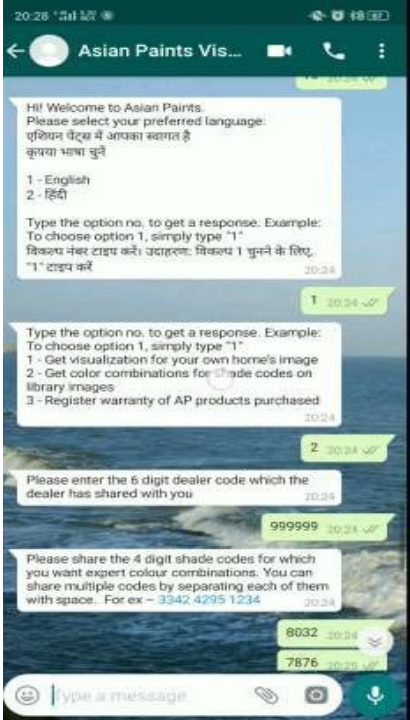 20:28
48
Asian Paints Vis...
20:24
Hi! Welcome to Asian Paints.
Please select your preferred language:
एशियन पेंट्स में आपका स्वागत है
कृपया भाषा चुनें
1 - English
2 - हिंदी
Type the option no. to get a response. Example:
To choose option 1, simply type "1"
विकल्प नंबर टाइप करें। उदाहरण: विकल्प 1 चुनने के लिए,
"1" टाइप करें
20:24
1 20:24
Type the option no. to get a response. Example:
To choose option 1, simply type "1"
1 - Get visualization for your own home's image
2 - Get color combinations for shade codes on
library images
3 - Register warranty of AP products purchased
20:24
2 20:24
Please enter the 6 digit dealer code which the
dealer has shared with you
20:24
999999 20:24
Please share the 4 digit shade codes for which
you want expert colour combinations. You can
share multiple codes by separating each of them
with space. For ex – 3342 4295 1234
20:24
8032 20:24
7876 20:25
Type a message